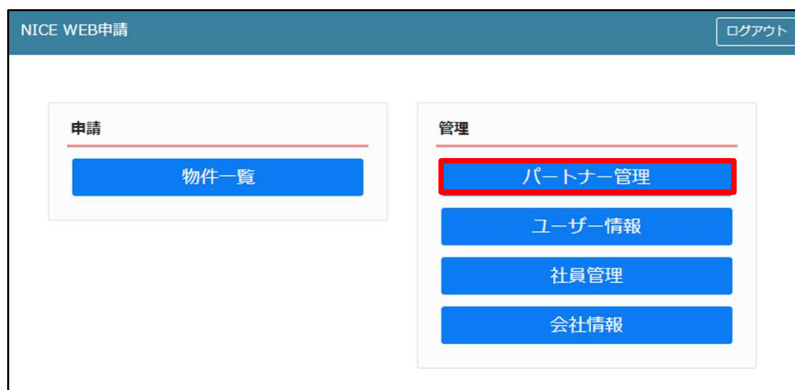 NICE WEB申請
ログアウト
申請
物件一覧
管理
パートナー管理
ユーザー情報
社員管理
会社情報